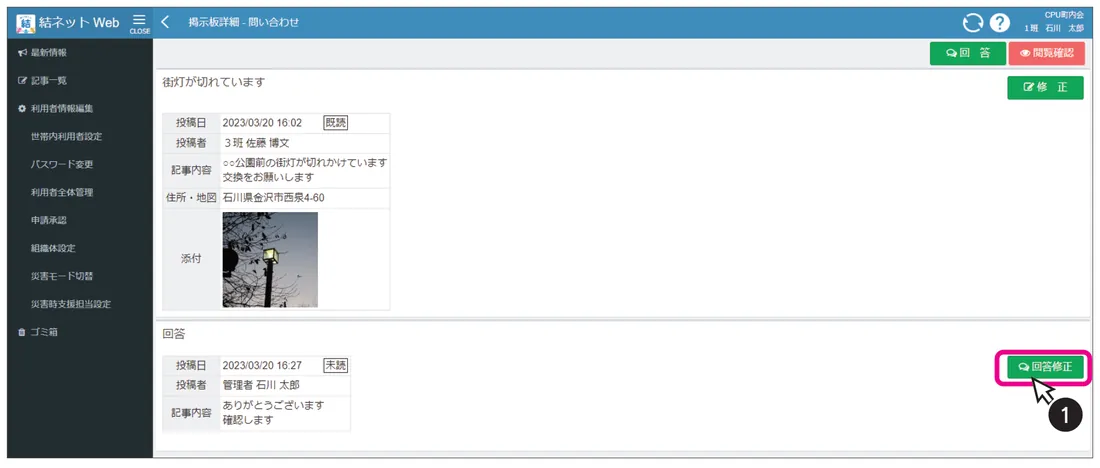 結
結ネット Web
CLOSE
掲示板詳細 - 問い合わせ
?
CPU町内会
1班 石川 太郎
最新情報
記事一覧
利用者情報編集
世帯内利用者設定
パスワード変更
利用者全体管理
申請承認
組織体設定
災害モード切替
災害時支援担当設定
ゴミ箱
回 答
閲覧確認
街灯が切れています
修 正
投稿日 2023/03/20 16:02 既読
投稿者 3班 佐藤 博文
記事内容 ○○公園前の街灯が切れかけています
交換をお願いします
住所・地図 石川県金沢市西泉4-60
添付
回答
回答修正
投稿日 2023/03/20 16:27 未読
投稿者 管理者 石川 太郎
記事内容 ありがとうございます
確認します
1